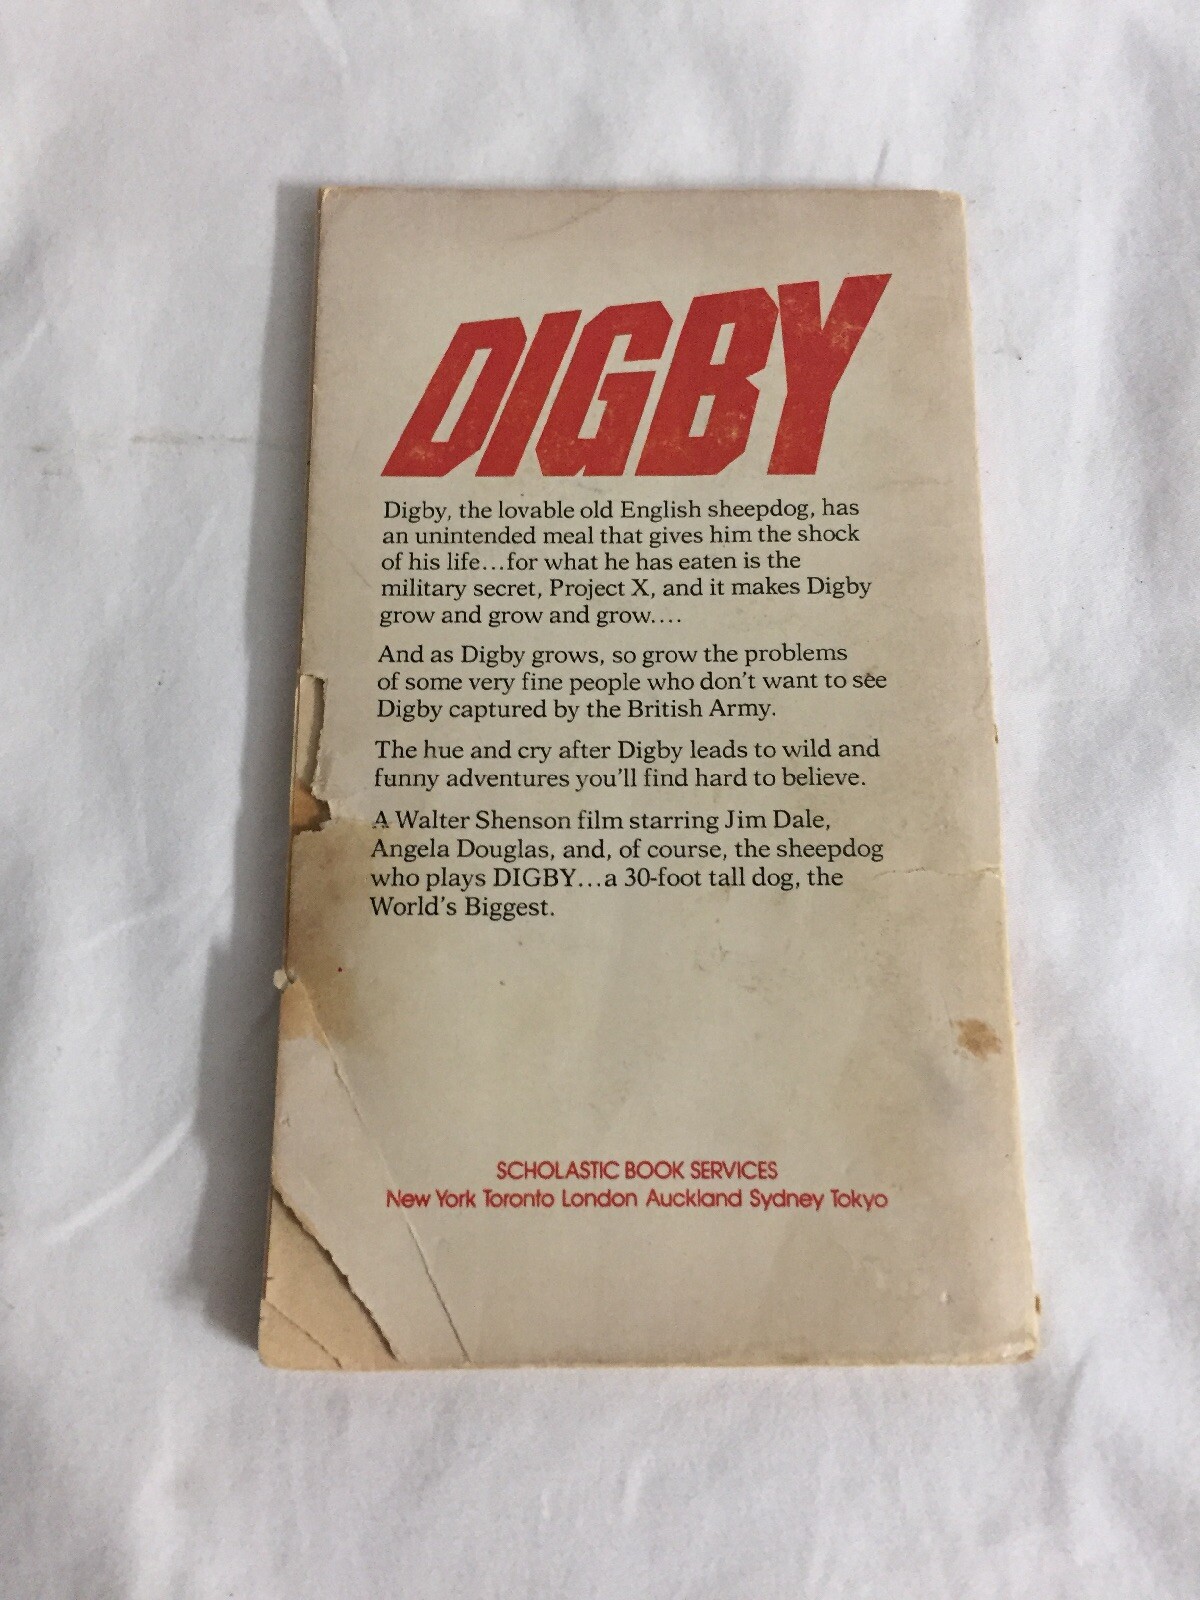 DIGBY
Digby, the lovable old English sheepdog, has
an unintended meal that gives him the shock
of his life...for what he has eaten is the
military secret, Project X, and it makes Digby
grow and grow and grow....
And as Digby grows, so grow the problems
of some very fine people who don't want to see
Digby captured by the British Army.
The hue and cry after Digby leads to wild and
funny adventures you'll find hard to believe.
A Walter Shenson film starring Jim Dale,
Angela Douglas, and, of course, the sheepdog
who plays DIGBY...a 30-foot tall dog, the
World's Biggest.
SCHOLASTIC BOOK SERVICES
New York Toronto London Auckland Sydney Tokyo